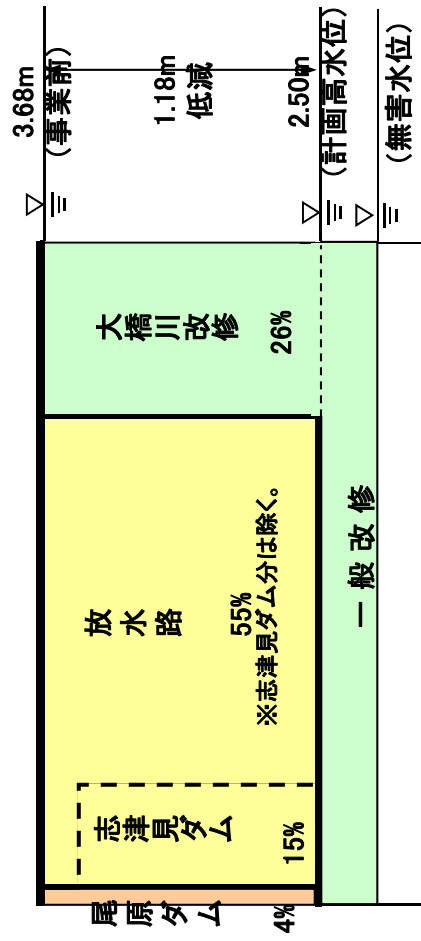 3.68m
（事業前）
1.18m
低減
2.50m
（計画高水位）
（無害水位）
大橋川改修
26%
放水路
55%
※志津見ダム分は除く。
志津見ダム
15%
尾原ダム
4%
一般改修